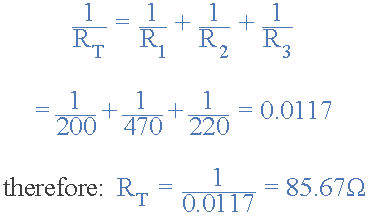 1/R_T = 1/R_1 + 1/R_2 + 1/R_3
= 1/200 + 1/470 + 1/220 = 0.0117
therefore: R_T = 1/0.0117 = 85.67Ω